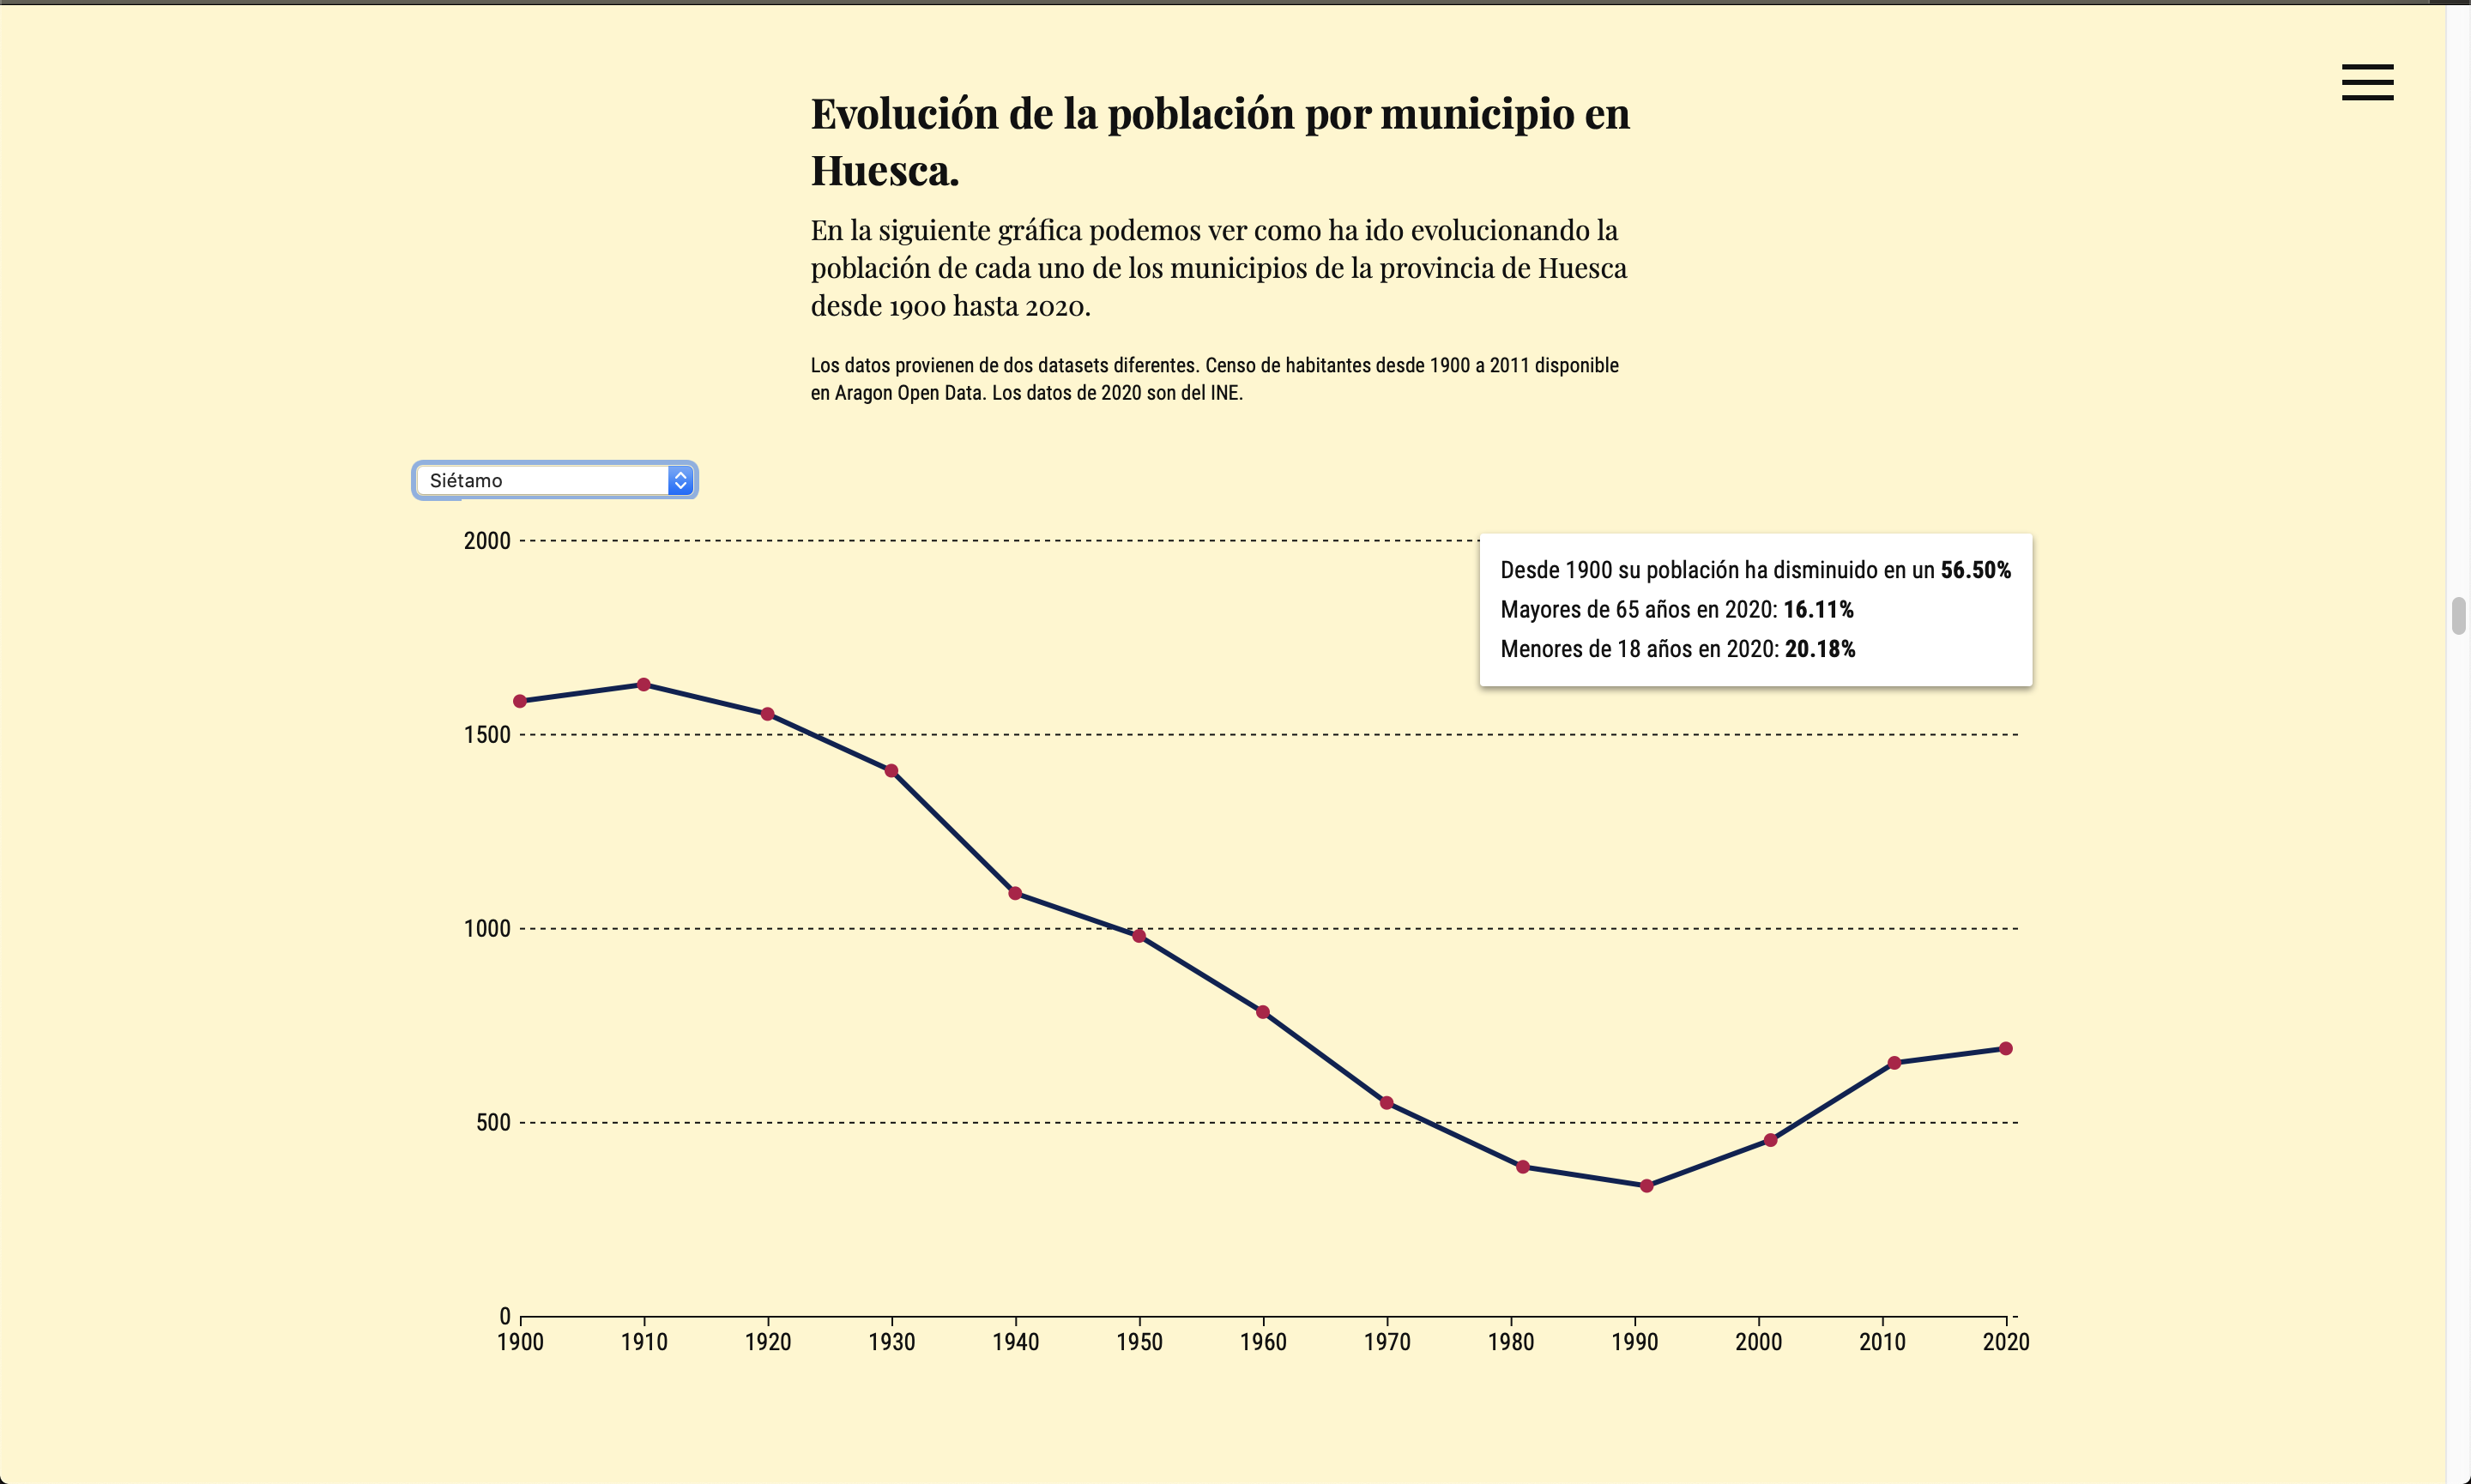 Evolución de la población por municipio en
Huesca.
En la siguiente gráfica podemos ver como ha ido evolucionando la
población de cada uno de los municipios de la provincia de Huesca
desde 1900 hasta 2020.
Los datos provienen de dos datasets diferentes. Censo de habitantes desde 1900 a 2011 disponible
en Aragon Open Data. Los datos de 2020 son del INE.
Siétamo
Desde 1900 su población ha disminuido en un 56.50%
Mayores de 65 años en 2020: 16.11%
Menores de 18 años en 2020: 20.18%
2000
1500
1000
500
0
1900 1910 1920 1930 1940 1950 1960 1970 1980 1990 2000 2010 2020